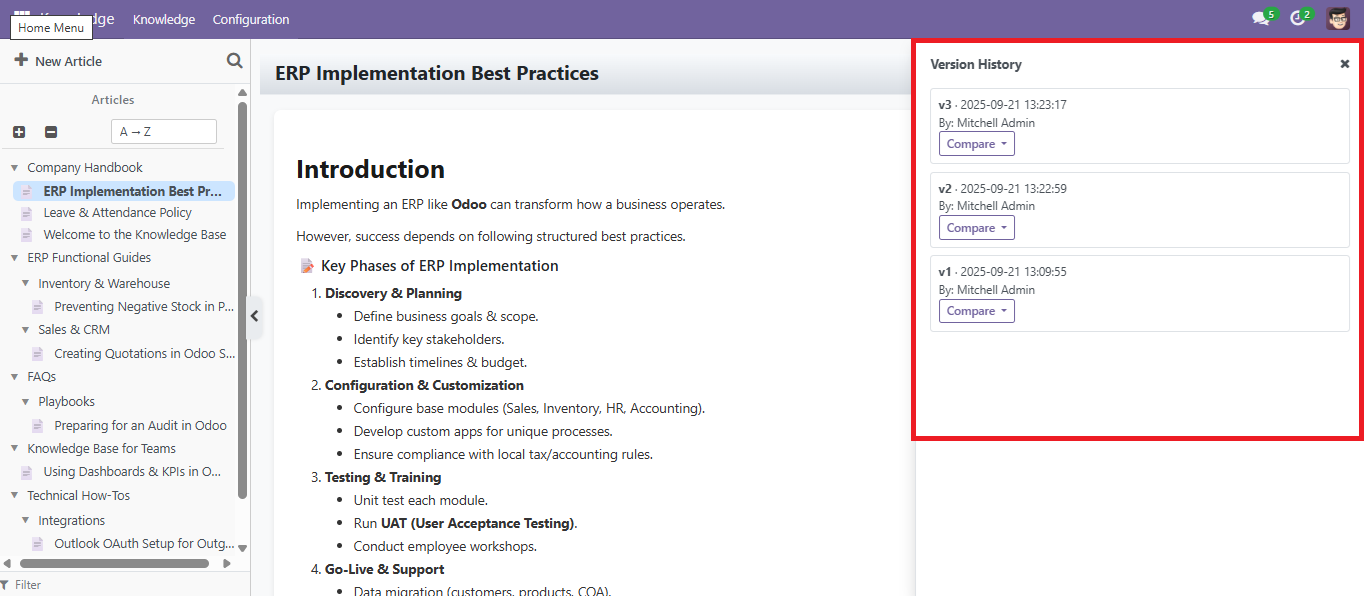 Home Menu
Knowledge
Configuration
5
2
New Article
Articles
A → Z
Company Handbook
ERP Implementation Best Pr...
Leave & Attendance Policy
Welcome to the Knowledge Base
ERP Functional Guides
Inventory & Warehouse
Preventing Negative Stock in P...
Sales & CRM
Creating Quotations in Odoo S...
FAQs
Playbooks
Preparing for an Audit in Odoo
Knowledge Base for Teams
Using Dashboards & KPIs in O...
Technical How-Tos
Integrations
Outlook OAuth Setup for Outg...
Filter
ERP Implementation Best Practices
Introduction
Implementing an ERP like Odoo can transform how a business operates.
However, success depends on following structured best practices.
Key Phases of ERP Implementation
1. Discovery & Planning
• Define business goals & scope.
• Identify key stakeholders.
• Establish timelines & budget.
2. Configuration & Customization
• Configure base modules (Sales, Inventory, HR, Accounting).
• Develop custom apps for unique processes.
• Ensure compliance with local tax/accounting rules.
3. Testing & Training
• Unit test each module.
• Run UAT (User Acceptance Testing).
• Conduct employee workshops.
4. Go-Live & Support
• Data migration (customers, products, COA).
Version History
v3 · 2025-09-21 13:23:17
By: Mitchell Admin
Compare
v2 · 2025-09-21 13:22:59
By: Mitchell Admin
Compare
v1 · 2025-09-21 13:09:55
By: Mitchell Admin
Compare